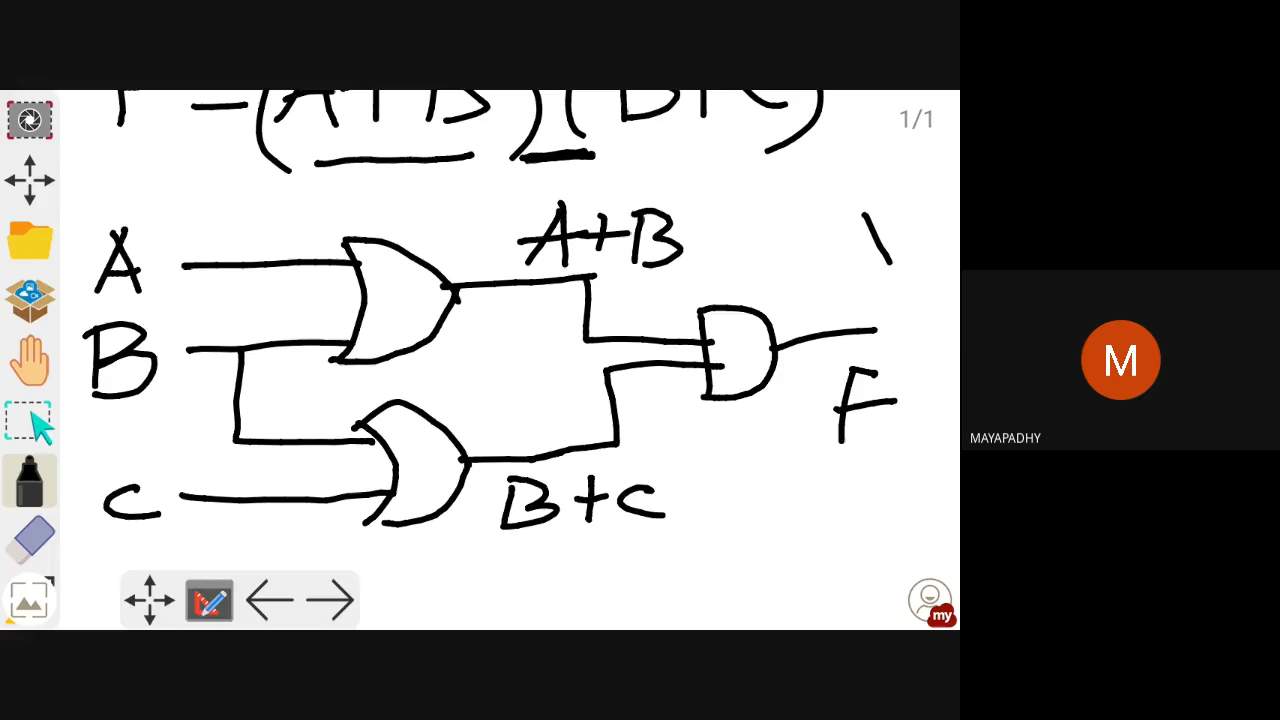 F = (A+B)(B+C)
1/1
A+B
A
B
F
C
B+C
my
M
MAYAPADHY